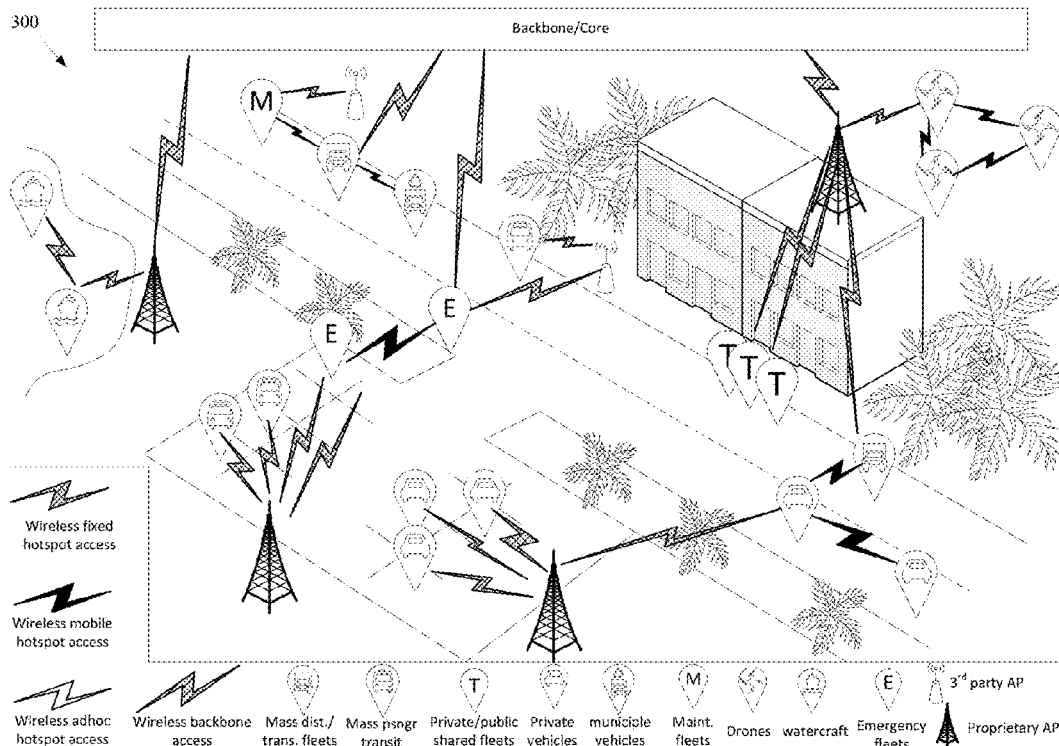 300
Backbone/Core
M
E
E
T
T
T
Wireless fixed
hotspot access
Wireless mobile
hotspot access
Wireless adhoc
hotspot access
Wireless backbone
access
Mass dist./
trans. fleets
Mass psngr
transit
T
Private/public
shared fleets
Private
vehicles
municiple
vehicles
M
Maint.
fleets
Drones
watercraft
E
Emergency
fleets
3rd party AP
Proprietary AP